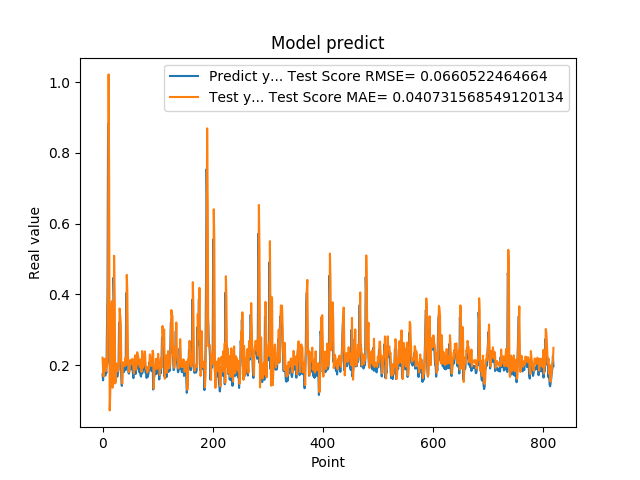 Model predict
Predict y... Test Score RMSE= 0.0660522464664
Test y... Test Score MAE= 0.040731568549120134
1.0
0.8
0.6
0.4
0.2
Real value
0 200 400 600 800
Point